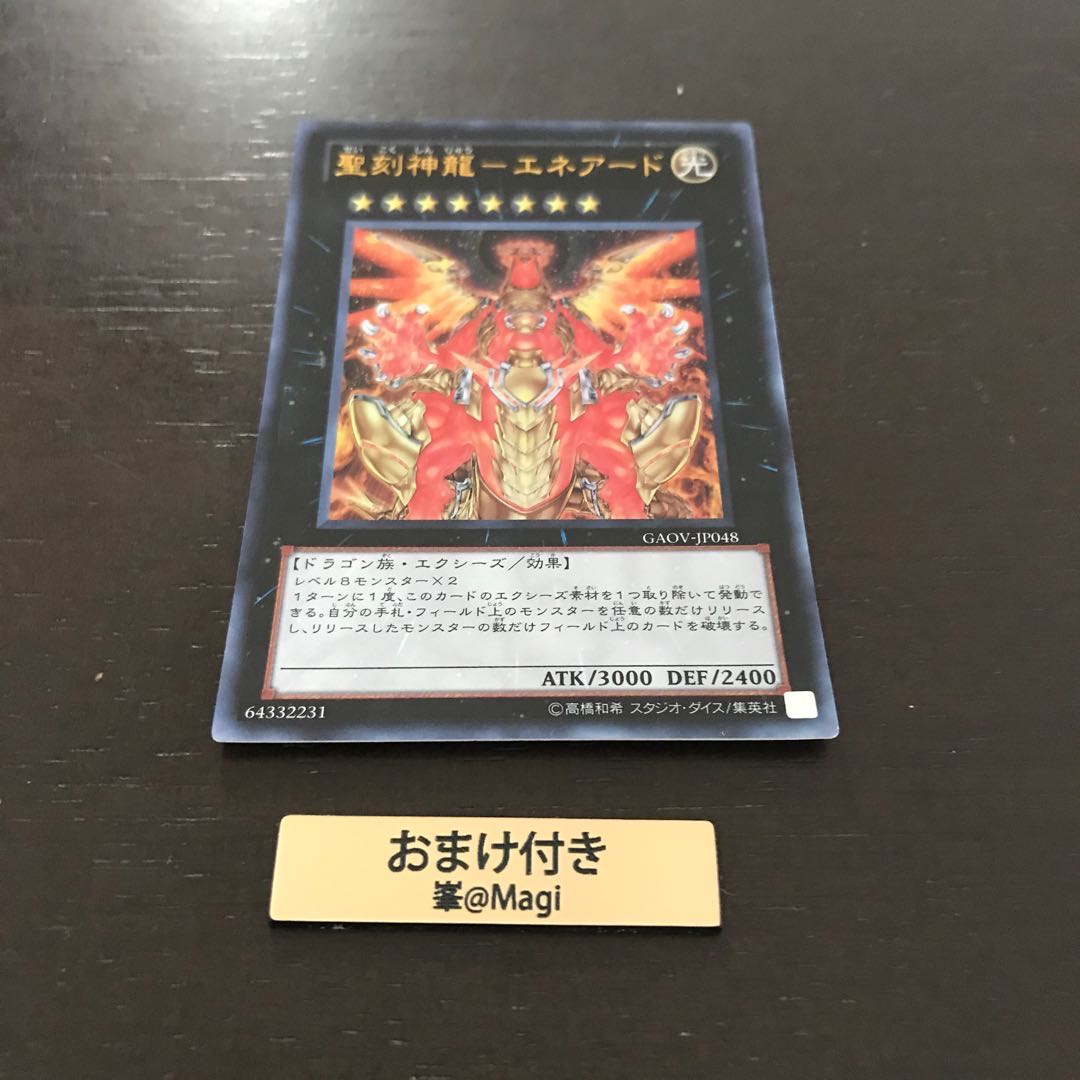 聖刻神龍－エネアード
光
GAOV-JP048
【ドラゴン族・エクシーズ／効果】
レベル８モンスター×２
１ターンに１度、このカードのエクシーズ素材を１つ取り除いて発動で
きる。自分の手札・フィールド上のモンスターを任意の数だけリリース
し、リリースしたモンスターの数だけフィールド上のカードを破壊する。
ATK/3000 DEF/2400
64332231
©高橋和希 スタジオ・ダイス/集英社
おまけ付き
峯@Magi